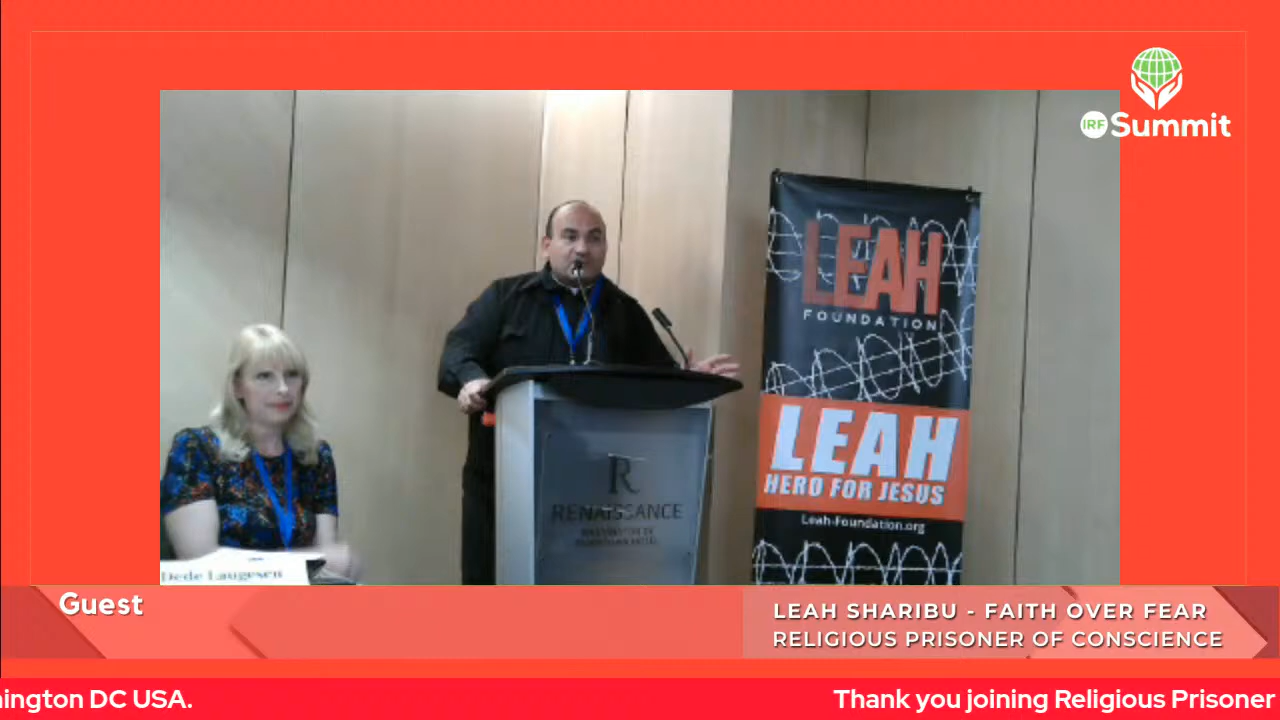 IRF Summit
LEAH
FOUNDATION
LEAH
HERO FOR JESUS
Leah-Foundation.org
R
RENAISSANCE
Dede Laugesen
Guest
LEAH SHARIBU - FAITH OVER FEAR
RELIGIOUS PRISONER OF CONSCIENCE
nington DC USA.
Thank you joining Religious Prisoner